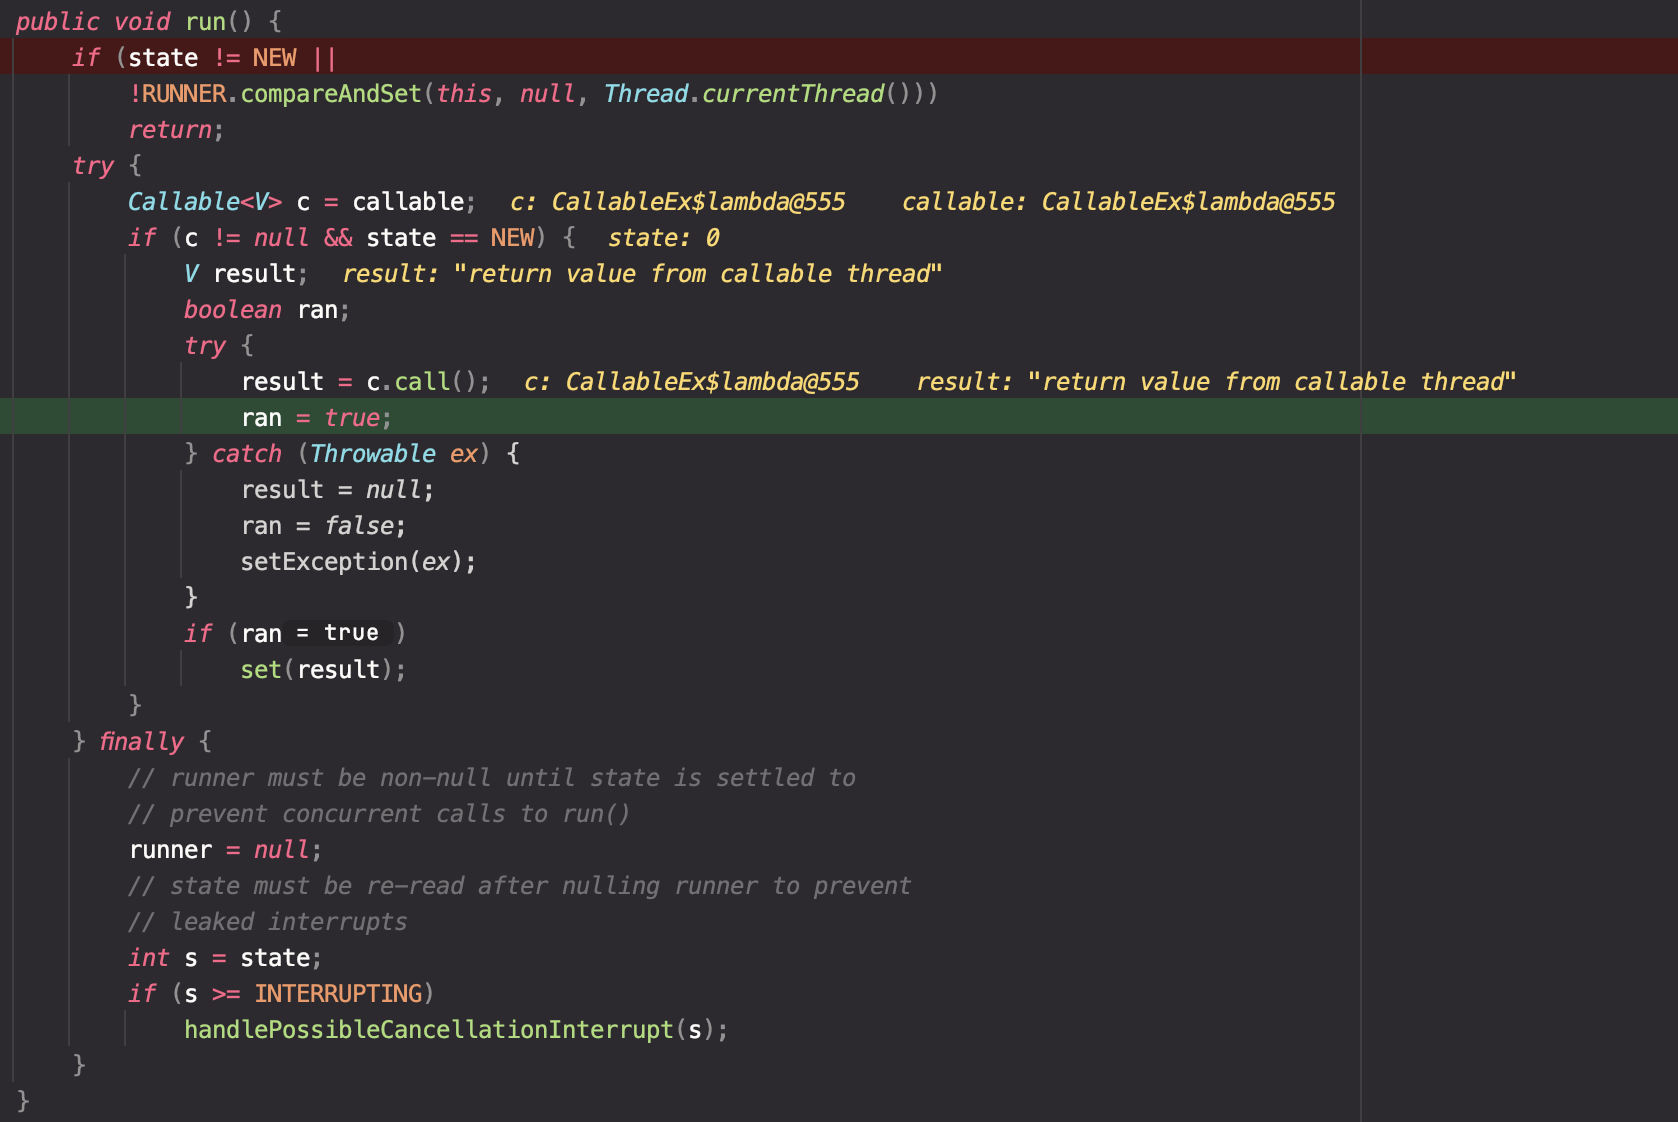 public void run() {
if (state != NEW ||
!RUNNER.compareAndSet(this, null, Thread.currentThread()))
return;
try {
Callable<V> c = callable; c: CallableEx$lambda@555 callable: CallableEx$lambda@555
if (c != null && state == NEW) { state: 0
V result; result: "return value from callable thread"
boolean ran;
try {
result = c.call(); c: CallableEx$lambda@555 result: "return value from callable thread"
ran = true;
} catch (Throwable ex) {
result = null;
ran = false;
setException(ex);
}
if (ran = true )
set(result);
}
} finally {
// runner must be non-null until state is settled to
// prevent concurrent calls to run()
runner = null;
// state must be re-read after nulling runner to prevent
// leaked interrupts
int s = state;
if (s >= INTERRUPTING)
handlePossibleCancellationInterrupt(s);
}
}